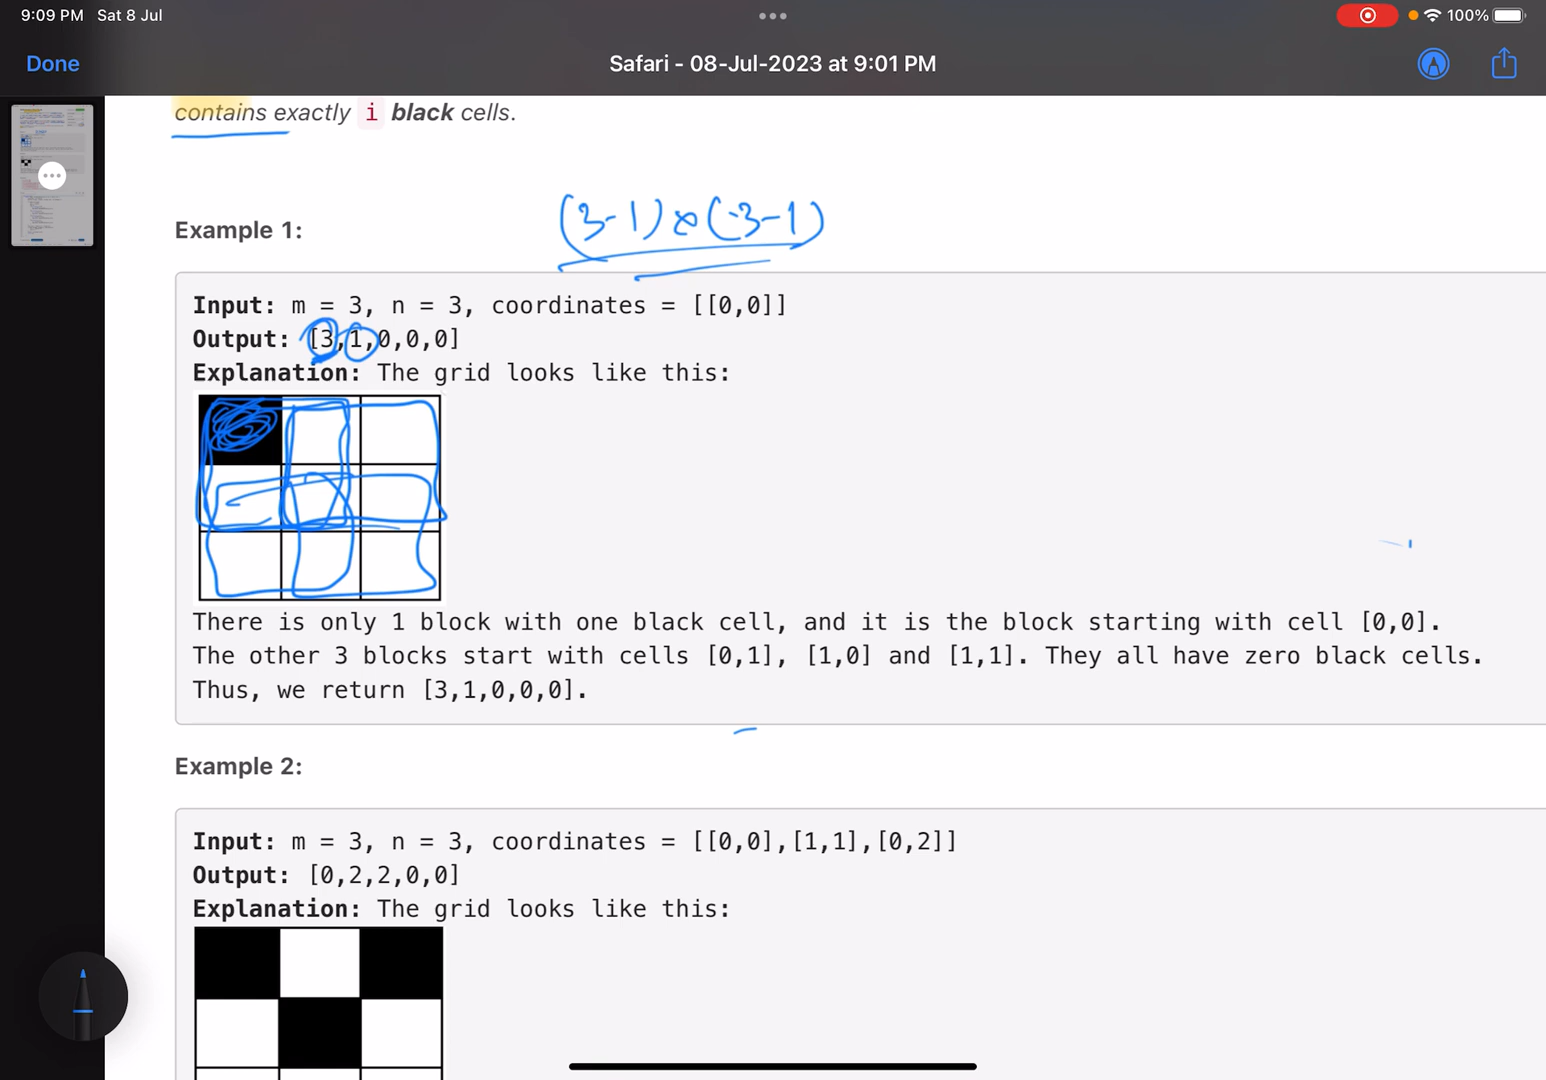 9:09 PM Sat 8 Jul
100%
Done
Safari - 08-Jul-2023 at 9:01 PM
contains exactly i black cells.
(3-1)×(3-1)
Example 1:
Input: m = 3, n = 3, coordinates = [[0,0]]
Output: [3,1,0,0,0]
Explanation: The grid looks like this:
There is only 1 block with one black cell, and it is the block starting with cell [0,0].
The other 3 blocks start with cells [0,1], [1,0] and [1,1]. They all have zero black cells.
Thus, we return [3,1,0,0,0].
Example 2:
Input: m = 3, n = 3, coordinates = [[0,0],[1,1],[0,2]]
Output: [0,2,2,0,0]
Explanation: The grid looks like this: